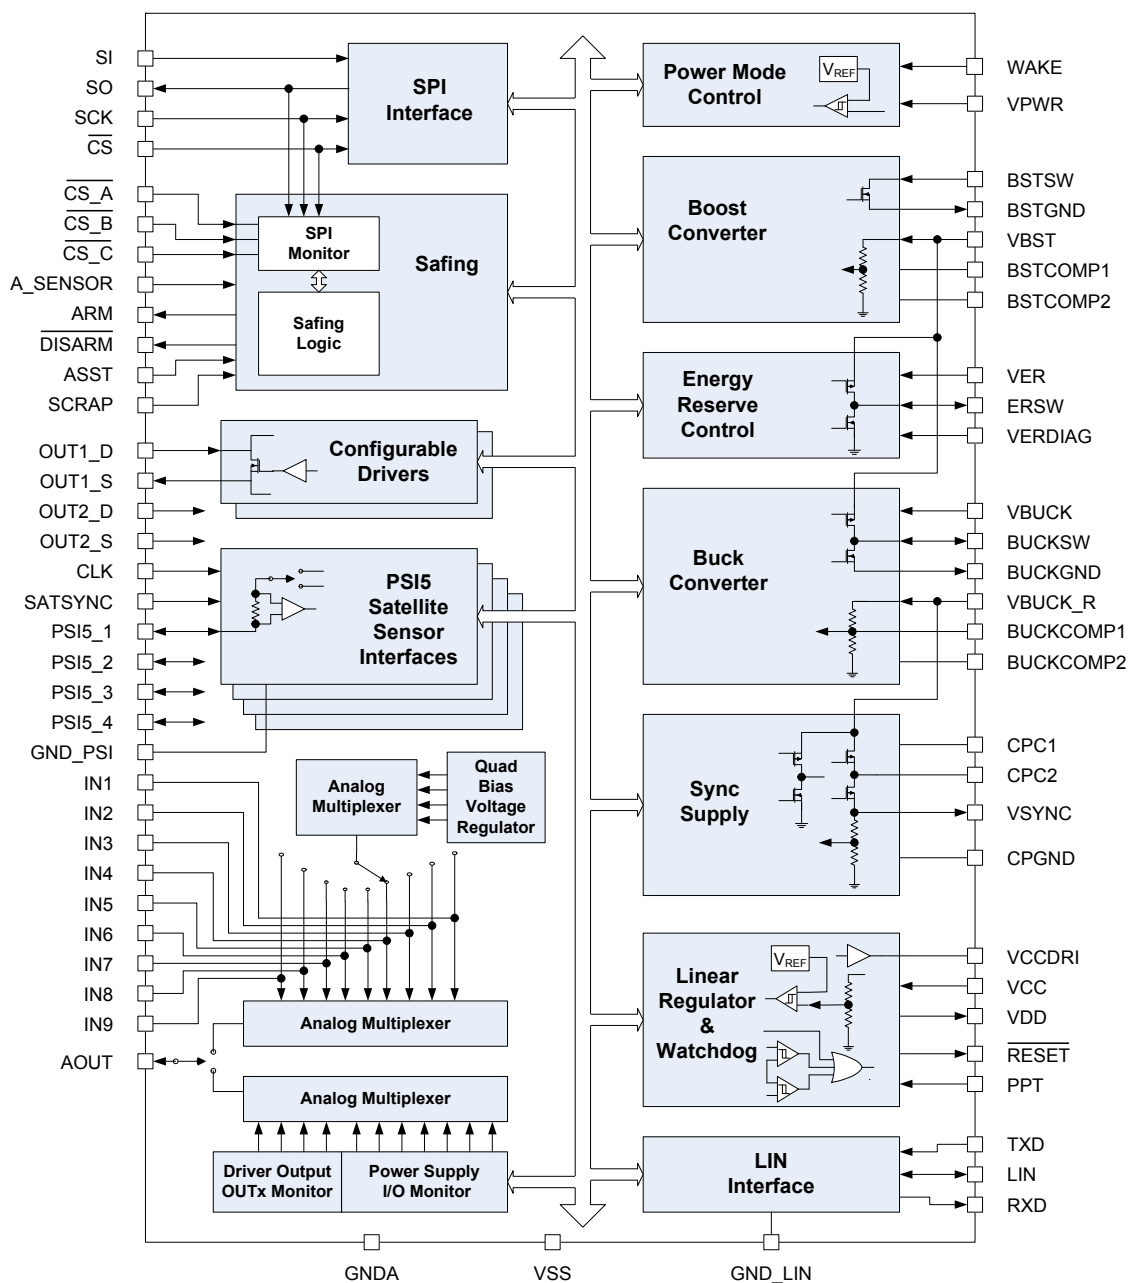 SI
SO
SCK
CS
CS_A
CS_B
CS_C
A_SENSOR
ARM
DISARM
ASST
SCRAP
OUT1_D
OUT1_S
OUT2_D
OUT2_S
CLK
SATSYNC
PSI5_1
PSI5_2
PSI5_3
PSI5_4
GND_PSI
IN1
IN2
IN3
IN4
IN5
IN6
IN7
IN8
IN9
AOUT
SPI
Interface
SPI
Monitor
Safing
Safing
Logic
Configurable
Drivers
PSI5
Satellite
Sensor
Interfaces
Analog
Multiplexer
Quad
Bias
Voltage
Regulator
Analog Multiplexer
Analog Multiplexer
Driver Output
OUTx Monitor
Power Supply
I/O Monitor
Power Mode
Control
VREF
Boost
Converter
Energy
Reserve
Control
Buck
Converter
Sync
Supply
Linear
Regulator
&
Watchdog
VREF
LIN
Interface
WAKE
VPWR
BSTSW
BSTGND
VBST
BSTCOMP1
BSTCOMP2
VER
ERSW
VERDIAG
VBUCK
BUCKSW
BUCKGND
VBUCK_R
BUCKCOMP1
BUCKCOMP2
CPC1
CPC2
VSYNC
CPGND
VCCDRI
VCC
VDD
RESET
PPT
TXD
LIN
RXD
GNDA
VSS
GND_LIN